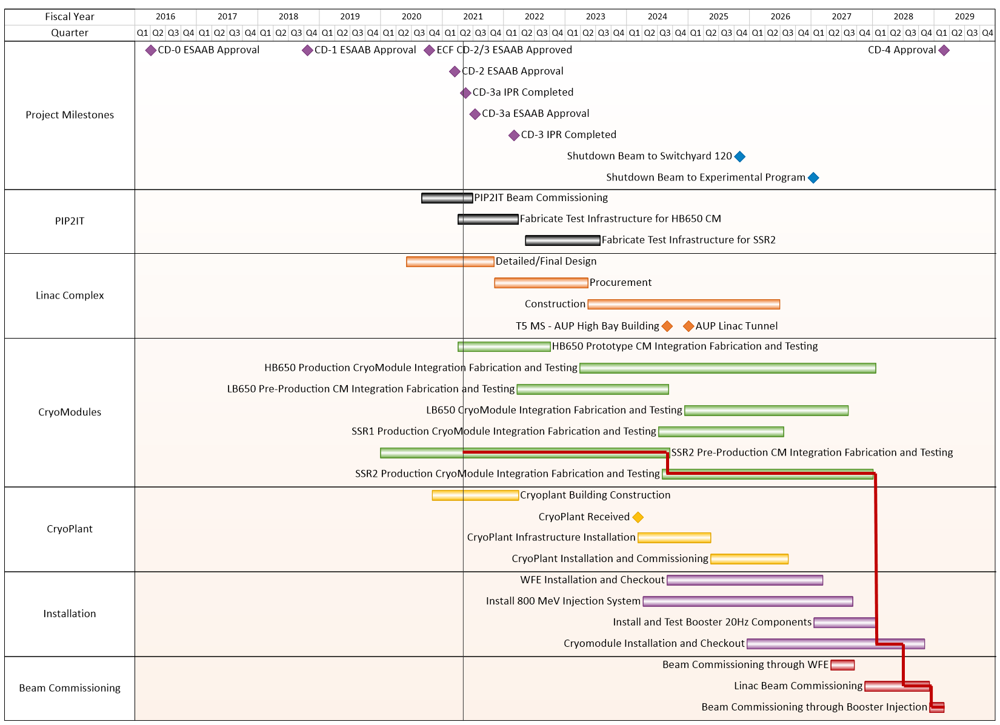 Fiscal Year 2016 2017 2018 2019 2020 2021 2022 2023 2024 2025 2026 2027 2028 2029
Quarter Q1 Q2 Q3 Q4 Q1 Q2 Q3 Q4 Q1 Q2 Q3 Q4 Q1 Q2 Q3 Q4 Q1 Q2 Q3 Q4 Q1 Q2 Q3 Q4 Q1 Q2 Q3 Q4 Q1 Q2 Q3 Q4 Q1 Q2 Q3 Q4 Q1 Q2 Q3 Q4 Q1 Q2 Q3 Q4 Q1 Q2 Q3 Q4 Q1 Q2 Q3 Q4 Q1 Q2 Q3 Q4
Project Milestones
CD-0 ESAAB Approval CD-1 ESAAB Approval ECF CD-2/3 ESAAB Approved CD-4 Approval
CD-2 ESAAB Approval
CD-3a IPR Completed
CD-3a ESAAB Approval
CD-3 IPR Completed
Shutdown Beam to Switchyard 120
Shutdown Beam to Experimental Program
PIP2IT
PIP2IT Beam Commissioning
Fabricate Test Infrastructure for HB650 CM
Fabricate Test Infrastructure for SSR2
Linac Complex
Detailed/Final Design
Procurement
Construction
T5 MS - AUP High Bay Building AUP Linac Tunnel
CryoModules
HB650 Prototype CM Integration Fabrication and Testing
HB650 Production CryoModule Integration Fabrication and Testing
LB650 Pre-Production CM Integration Fabrication and Testing
LB650 CryoModule Integration Fabrication and Testing
SSR1 Production CryoModule Integration Fabrication and Testing
SSR2 Pre-Production CM Integration Fabrication and Testing
SSR2 Production CryoModule Integration Fabrication and Testing
CryoPlant
Cryoplant Building Construction
CryoPlant Received
CryoPlant Infrastructure Installation
CryoPlant Installation and Commissioning
Installation
WFE Installation and Checkout
Install 800 MeV Injection System
Install and Test Booster 20Hz Components
Cryomodule Installation and Checkout
Beam Commissioning
Beam Commissioning through WFE
Linac Beam Commissioning
Beam Commissioning through Booster Injection